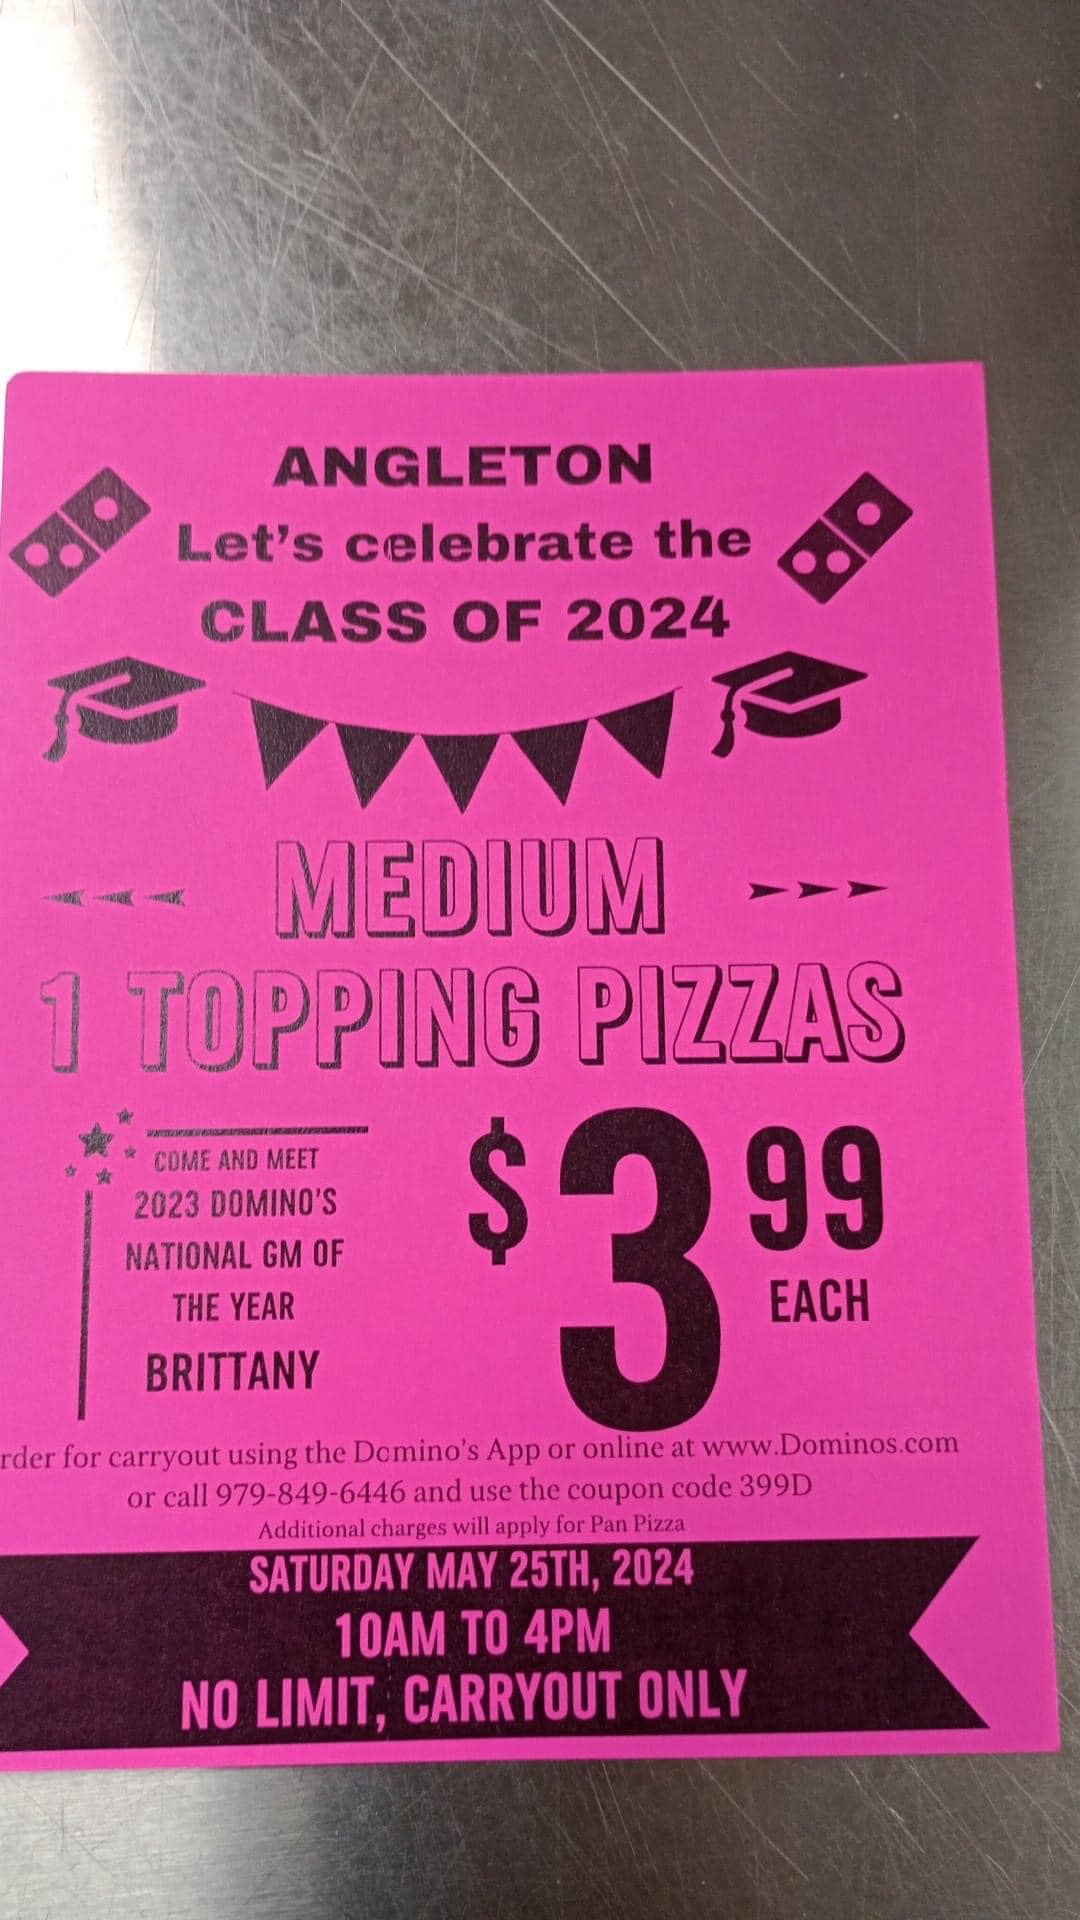 ANGLETON
Let's celebrate the
CLASS OF 2024
MEDIUM
1 TOPPING PIZZAS
COME AND MEET
2023 DOMINO'S
NATIONAL GM OF
THE YEAR
BRITTANY
$3 99
EACH
rder for carryout using the Domino's App or online at www.Dominos.com
or call 979-849-6446 and use the coupon code 399D
Additional charges will apply for Pan Pizza
SATURDAY MAY 25TH, 2024
10AM TO 4PM
NO LIMIT, CARRYOUT ONLY